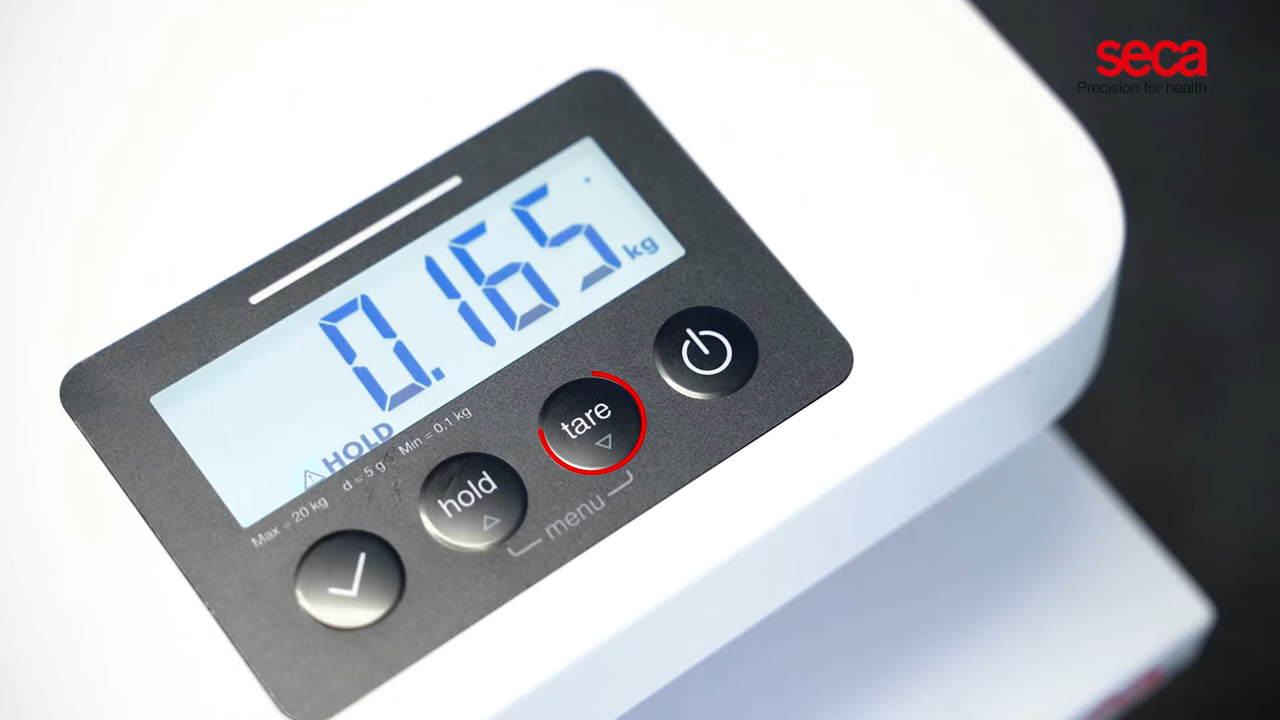 seca
Precision for health
0.165 kg
HOLD
Max = 20 kg d = 5 g Min = 0,1 kg
hold
tare
menu